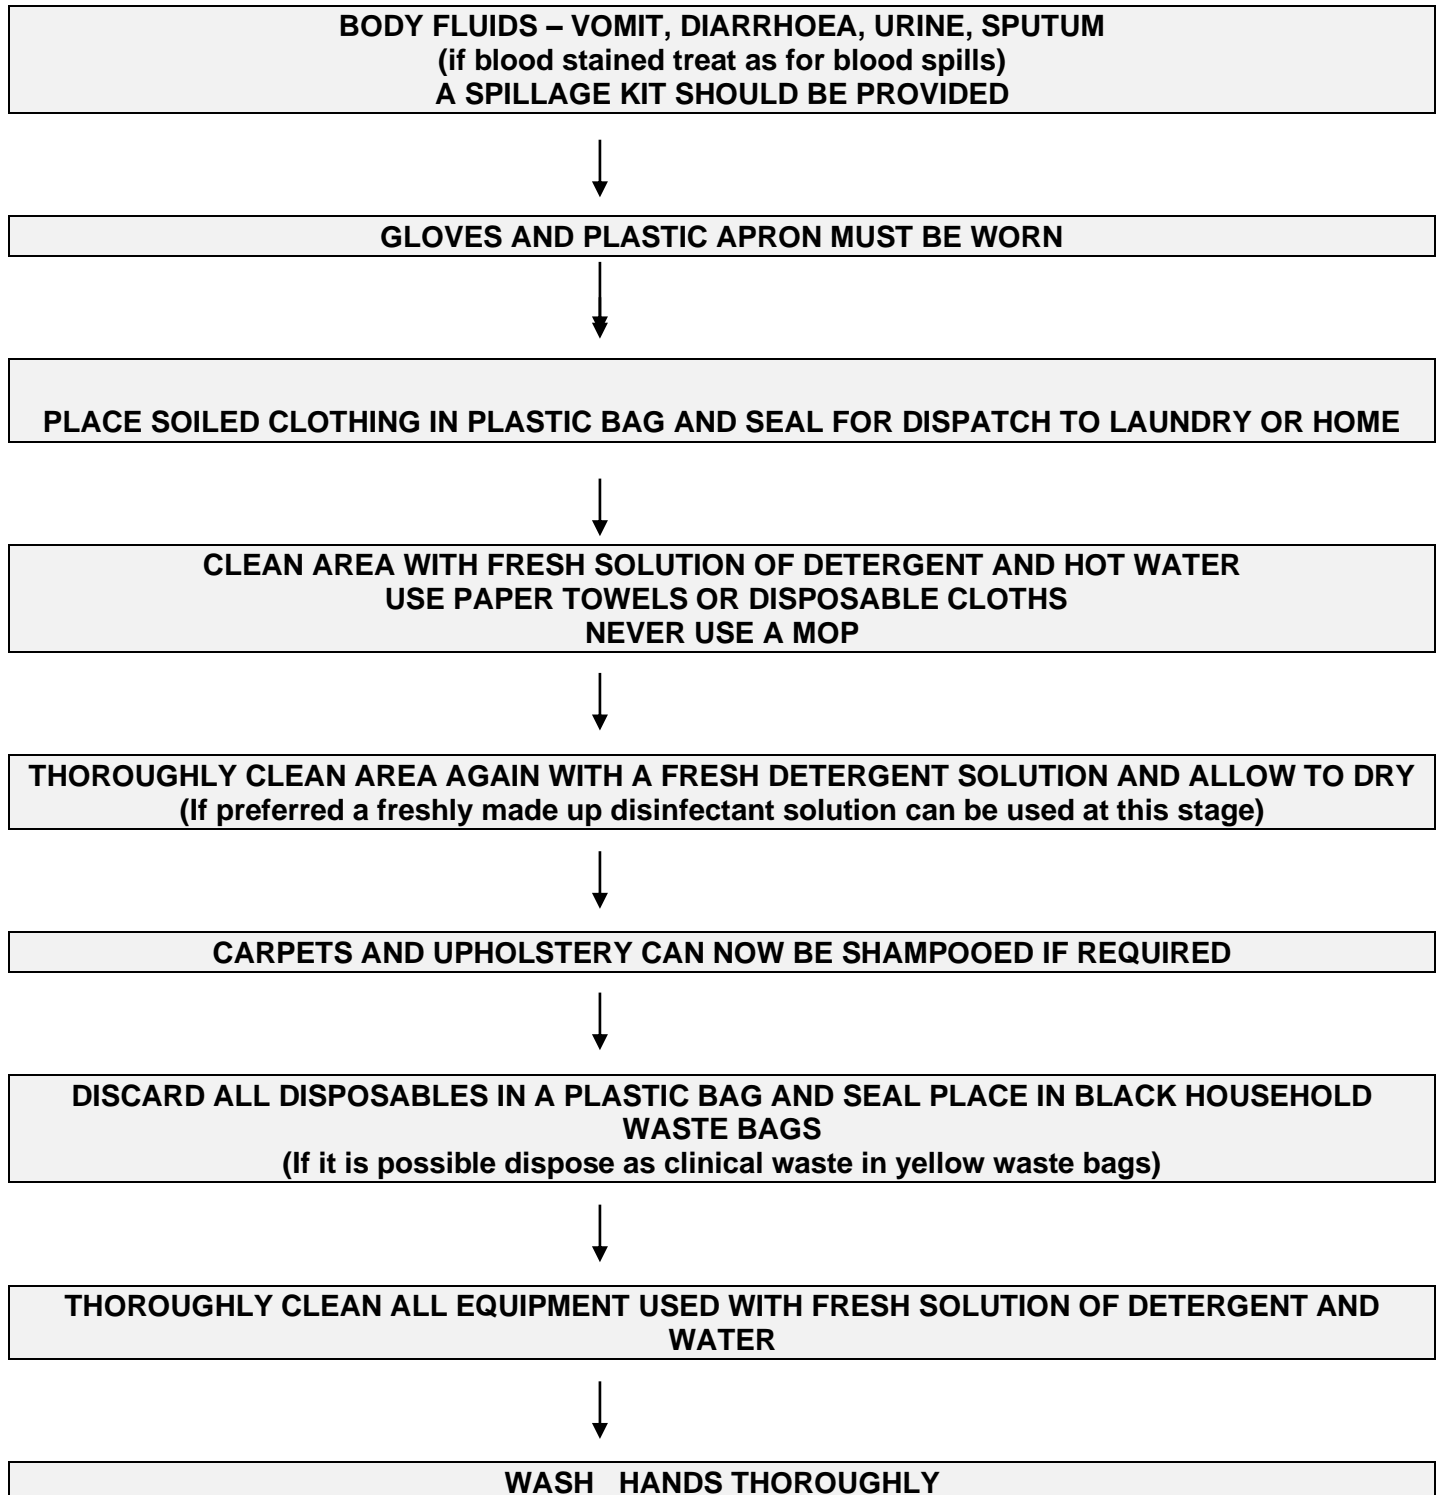 BODY FLUIDS – VOMIT, DIARRHOEA, URINE, SPUTUM
(if blood stained treat as for blood spills)
A SPILLAGE KIT SHOULD BE PROVIDED
GLOVES AND PLASTIC APRON MUST BE WORN
PLACE SOILED CLOTHING IN PLASTIC BAG AND SEAL FOR DISPATCH TO LAUNDRY OR HOME
CLEAN AREA WITH FRESH SOLUTION OF DETERGENT AND HOT WATER
USE PAPER TOWELS OR DISPOSABLE CLOTHS
NEVER USE A MOP
THOROUGHLY CLEAN AREA AGAIN WITH A FRESH DETERGENT SOLUTION AND ALLOW TO DRY
(If preferred a freshly made up disinfectant solution can be used at this stage)
CARPETS AND UPHOLSTERY CAN NOW BE SHAMPOOED IF REQUIRED
DISCARD ALL DISPOSABLES IN A PLASTIC BAG AND SEAL PLACE IN BLACK HOUSEHOLD
WASTE BAGS
(If it is possible dispose as clinical waste in yellow waste bags)
THOROUGHLY CLEAN ALL EQUIPMENT USED WITH FRESH SOLUTION OF DETERGENT AND
WATER
WASH HANDS THOROUGHLY